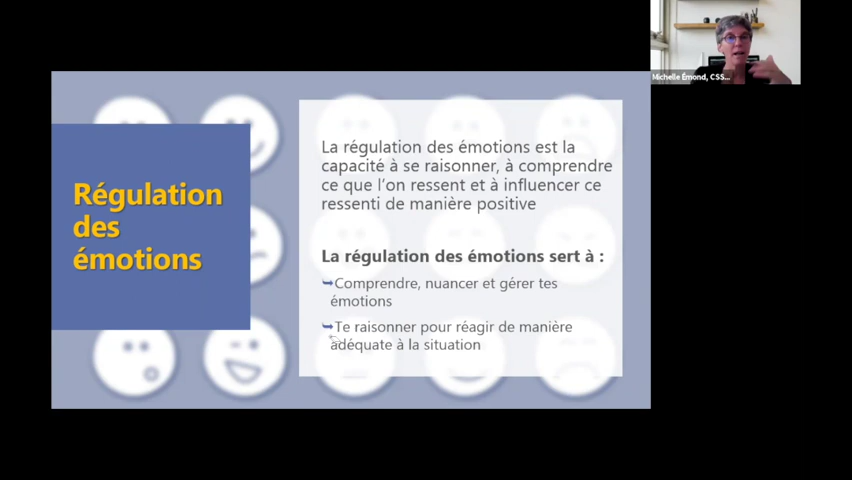 Michelle Émond, CSS...
Régulation
des
émotions
La régulation des émotions est la
capacité à se raisonner, à comprendre
ce que l'on ressent et à influencer ce
ressenti de manière positive
La régulation des émotions sert à :
➥Comprendre, nuancer et gérer tes
émotions
➥Te raisonner pour réagir de manière
adéquate à la situation